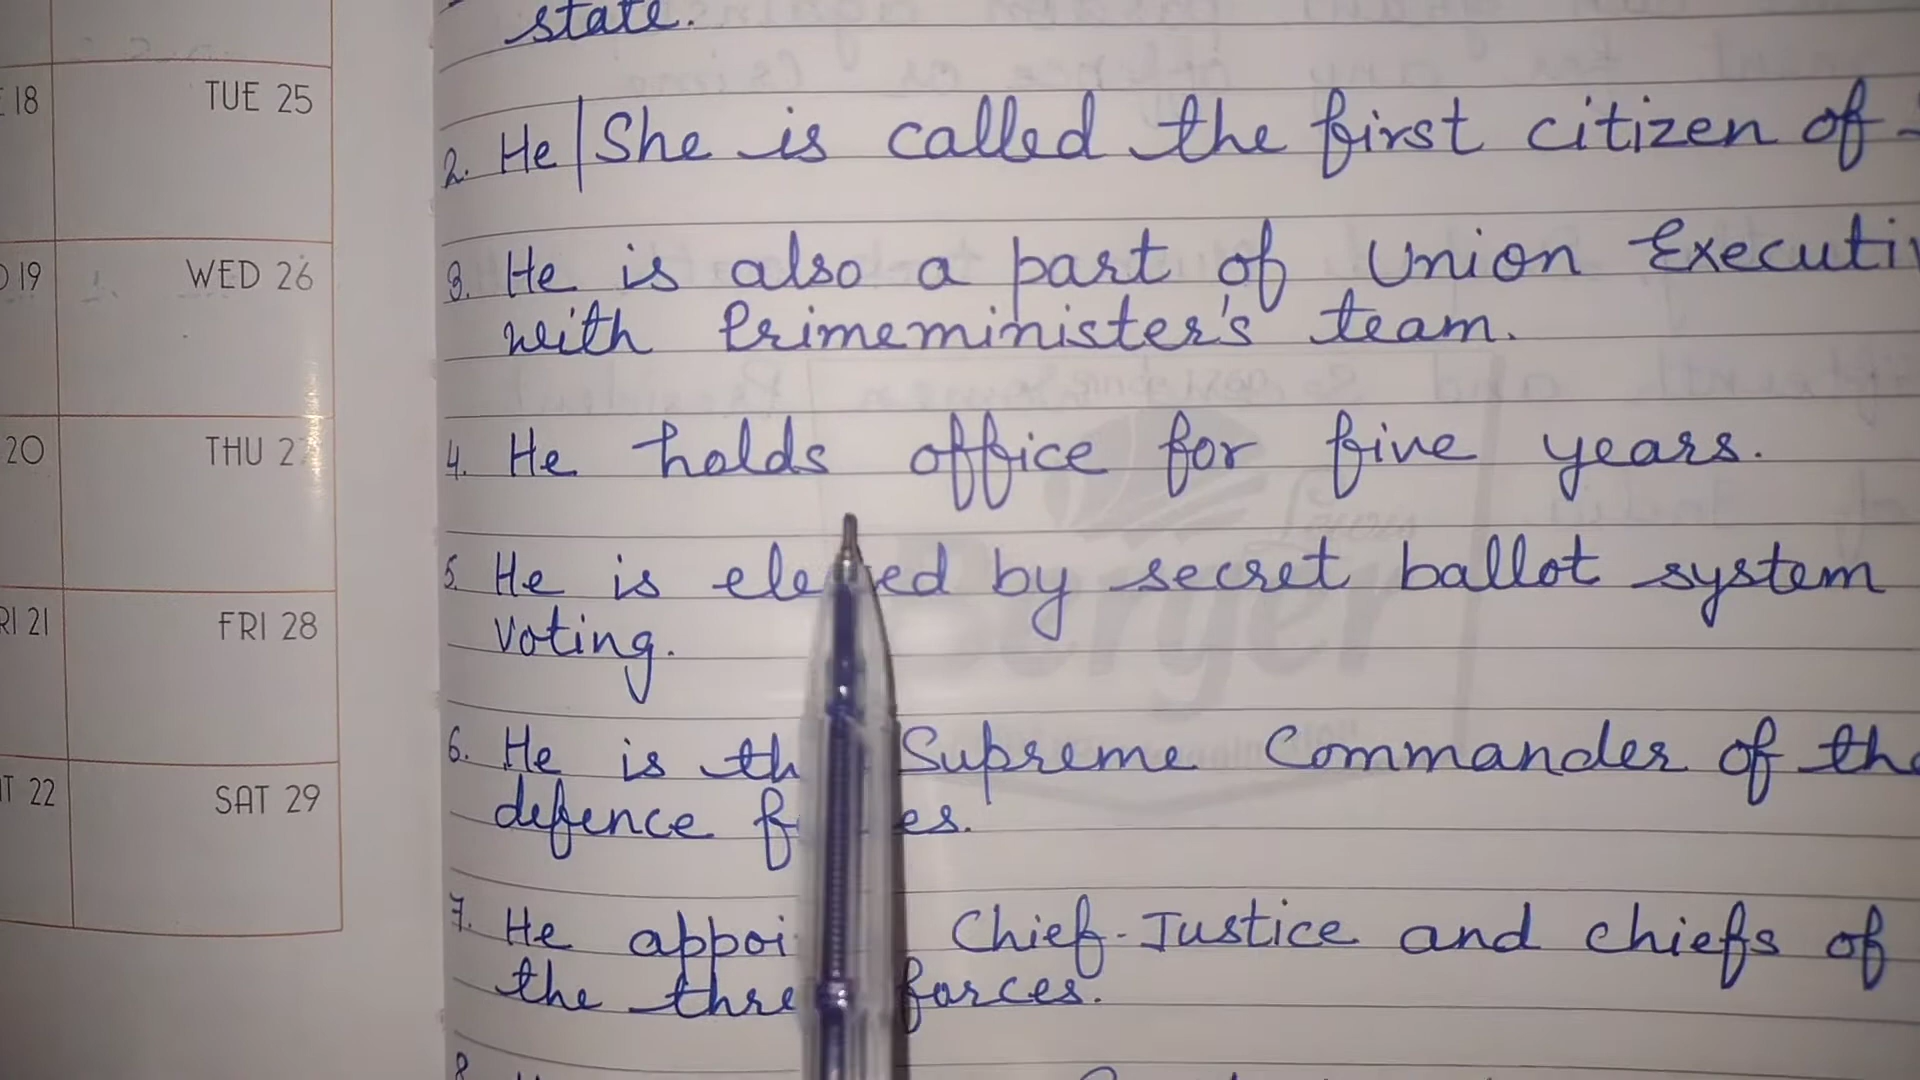 state.
2. He/She is called the first citizen of
3. He is also a part of Union Executi
with Primeminister's team.
4. He holds office for five years.
5. He is ele ed by secret ballot system
voting.
6. He is th Supreme Commander of the
defence f es.
7. He appoi Chief-Justice and chiefs of
the thre forces.
8.
18 TUE 25
19 WED 26
20 THU 2
RI 21 FRI 28
T 22 SAT 29